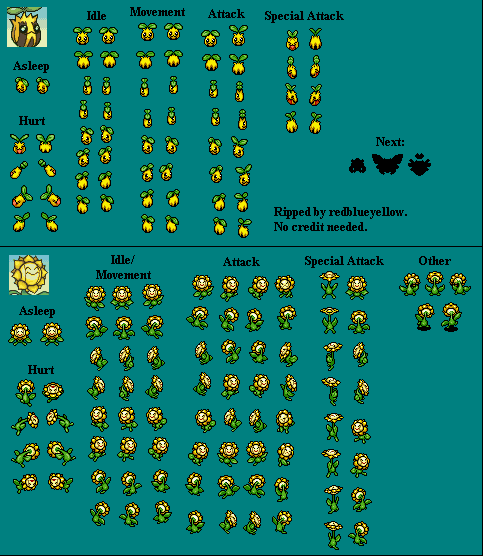 Idle
Movement
Attack
Special Attack
Asleep
Hurt
Next:
Ripped by redblueyellow.
No credit needed.
Idle/
Movement
Attack
Special Attack
Other
Asleep
Hurt